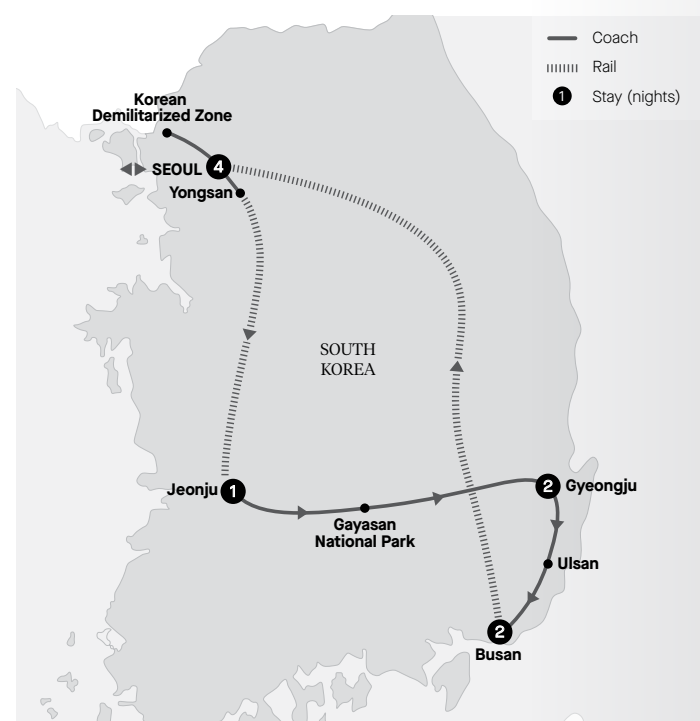 Coach
Rail
1 Stay (nights)
Korean
Demilitarized Zone
SEOUL 4
Yongsan
SOUTH
KOREA
Jeonju 1
2 Gyeongju
Gayasan
National Park
Ulsan
2
Busan